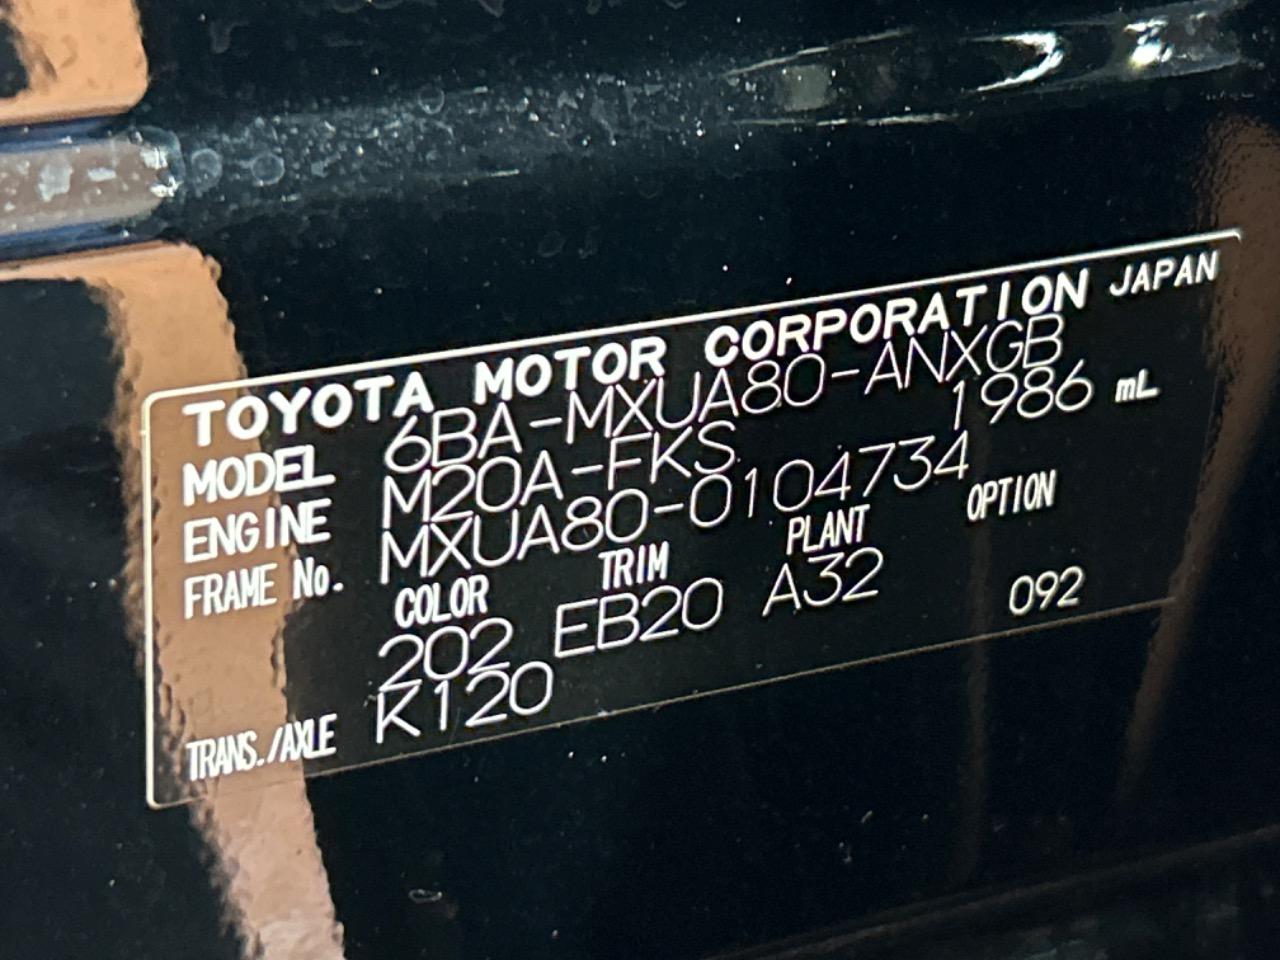 TOYOTA MOTOR CORPORATION JAPAN
MODEL 6BA-MXUA80-ANXGB
ENGINE M20A-FKS 1986 mL
FRAME No. MXUA80-0104734
COLOR TRIM PLANT OPTION
202 EB20 A32 092
TRANS./AXLE K120